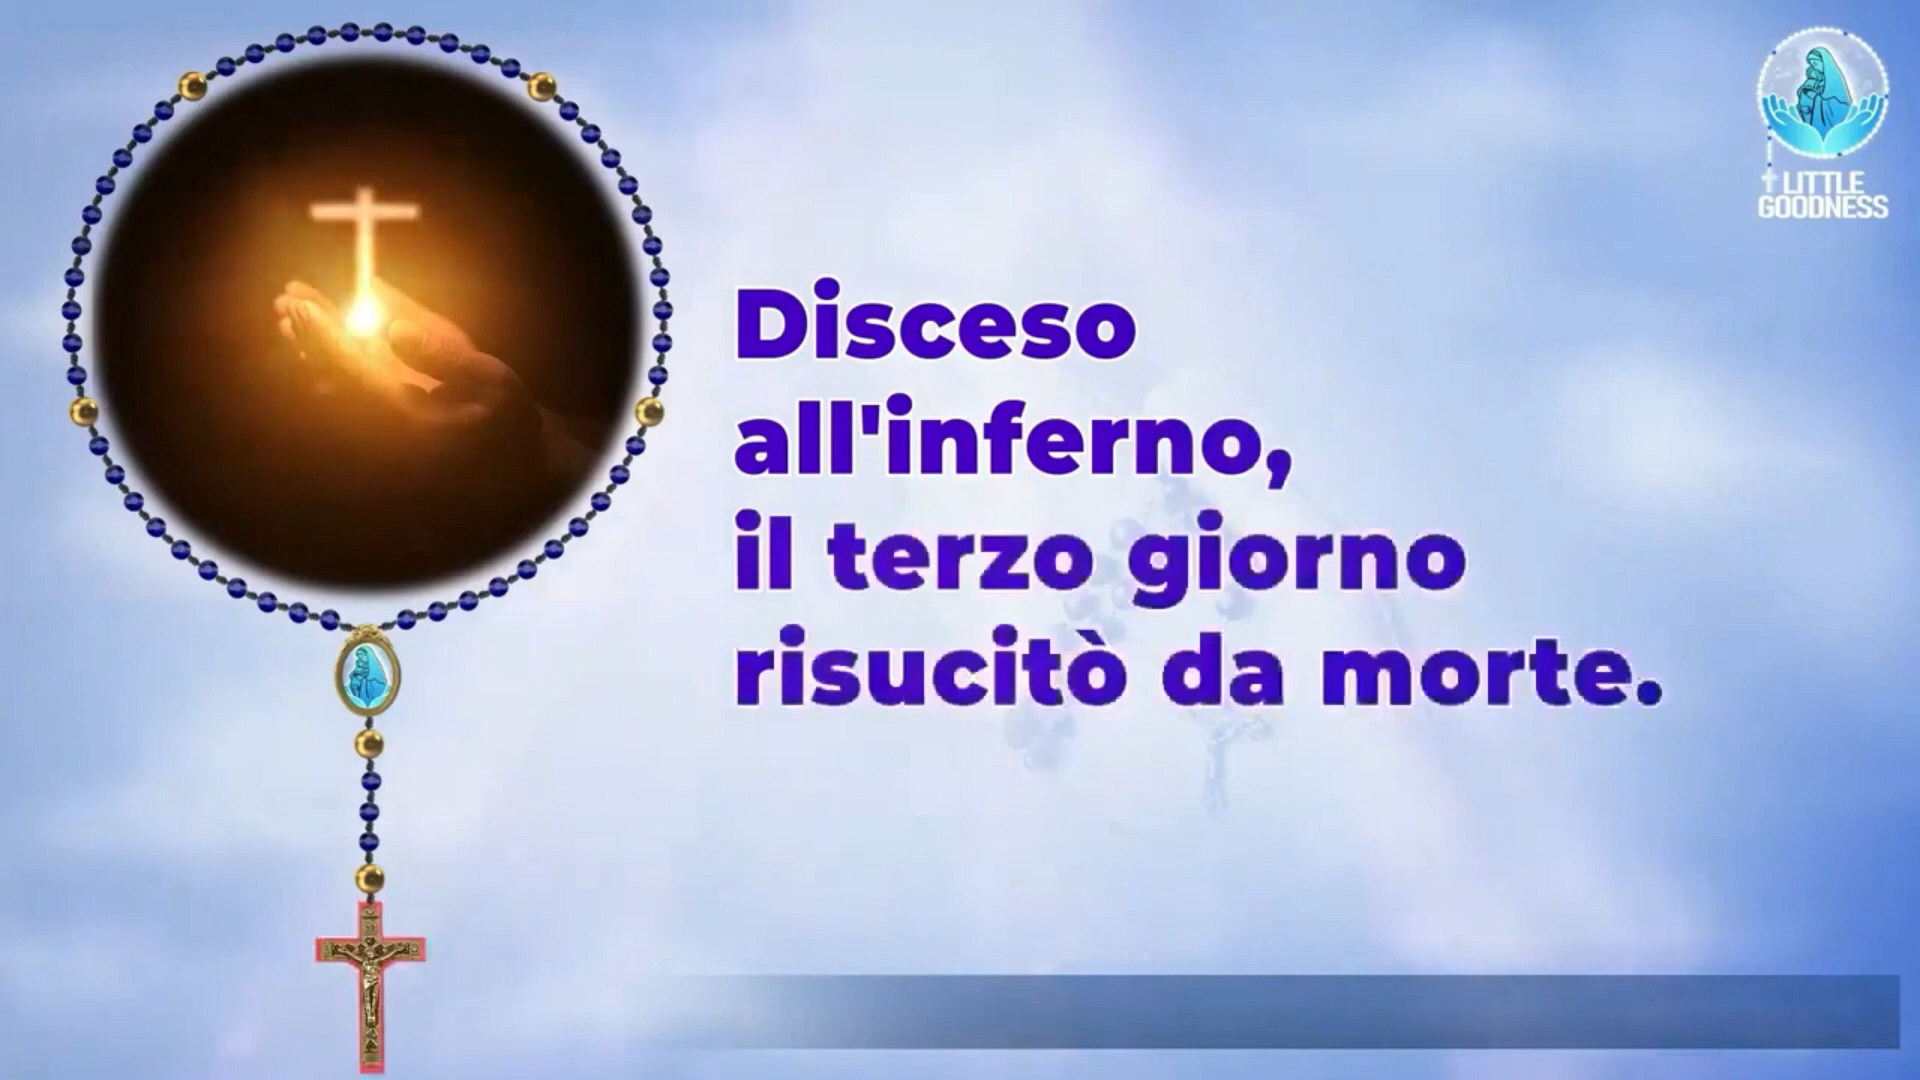 LITTLE
GOODNESS
Disceso
all'inferno,
il terzo giorno
risucitò da morte.